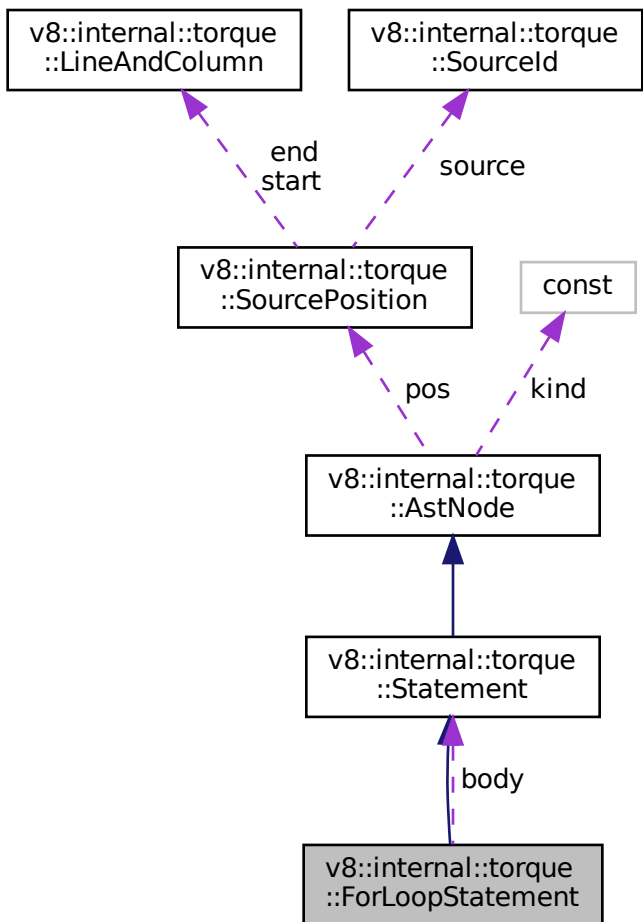 v8::internal::torque
::LineAndColumn
v8::internal::torque
::SourceId
end
start
source
v8::internal::torque
::SourcePosition
const
pos
kind
v8::internal::torque
::AstNode
v8::internal::torque
::Statement
body
v8::internal::torque
::ForLoopStatement